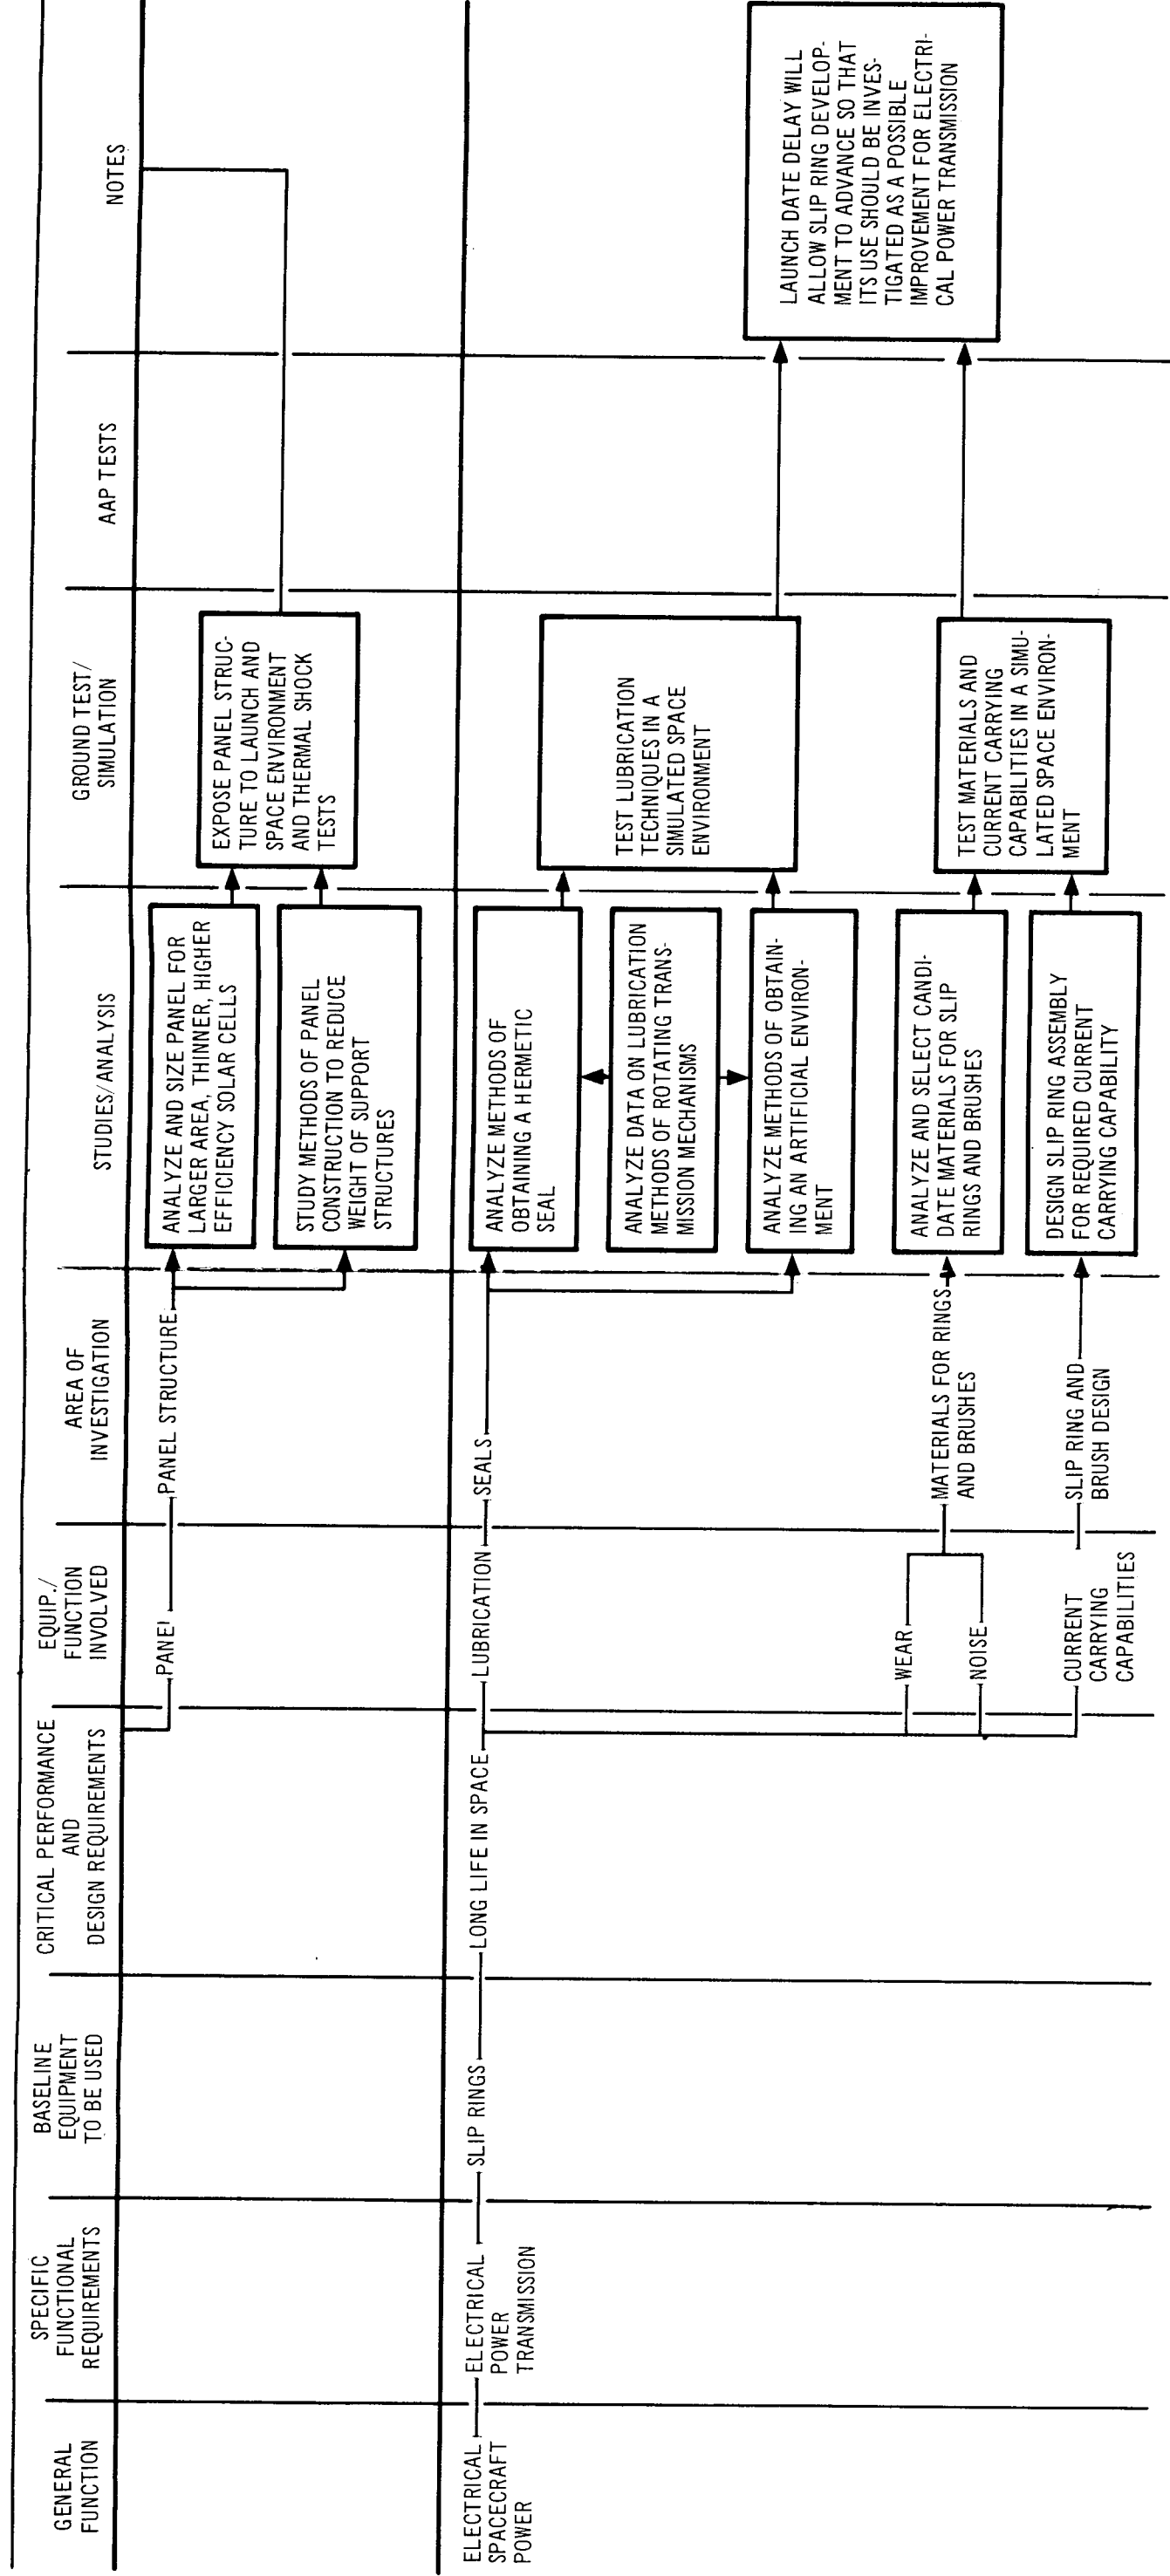 GENERAL
FUNCTION
SPECIFIC
FUNCTIONAL
REQUIREMENTS
BASELINE
EQUIPMENT
TO BE USED
CRITICAL PERFORMANCE
AND
DESIGN REQUIREMENTS
EQUIP./
FUNCTION
INVOLVED
AREA OF
INVESTIGATION
STUDIES/ANALYSIS
GROUND TEST/
SIMULATION
AAP TESTS
NOTES
PANEL
PANEL STRUCTURE
ANALYZE AND SIZE PANEL FOR
LARGER AREA, THINNER, HIGHER
EFFICIENCY SOLAR CELLS
STUDY METHODS OF PANEL
CONSTRUCTION TO REDUCE
WEIGHT OF SUPPORT
STRUCTURES
EXPOSE PANEL STRUC-
TURE TO LAUNCH AND
SPACE ENVIRONMENT
AND THERMAL SHOCK
TESTS
ELECTRICAL
SPACECRAFT
POWER
ELECTRICAL
POWER
TRANSMISSION
SLIP RINGS
LONG LIFE IN SPACE
LUBRICATION
SEALS
ANALYZE METHODS OF
OBTAINING A HERMETIC
SEAL
ANALYZE DATA ON LUBRICATION
METHODS OF ROTATING TRANS-
MISSION MECHANISMS
ANALYZE METHODS OF OBTAIN-
ING AN ARTIFICIAL ENVIRON-
MENT
TEST LUBRICATION
TECHNIQUES IN A
SIMULATED SPACE
ENVIRONMENT
LAUNCH DATE DELAY WILL
ALLOW SLIP RING DEVELOP-
MENT TO ADVANCE SO THAT
ITS USE SHOULD BE INVES-
TIGATED AS A POSSIBLE
IMPROVEMENT FOR ELECTRI-
CAL POWER TRANSMISSION
WEAR
NOISE
MATERIALS FOR RINGS
AND BRUSHES
ANALYZE AND SELECT CANDI-
DATE MATERIALS FOR SLIP
RINGS AND BRUSHES
TEST MATERIALS AND
CURRENT CARRYING
CAPABILITIES IN A SIMU-
LATED SPACE ENVIRON-
MENT
CURRENT
CARRYING
CAPABILITIES
SLIP RING AND
BRUSH DESIGN
DESIGN SLIP RING ASSEMBLY
FOR REQUIRED CURRENT
CARRYING CAPABILITY